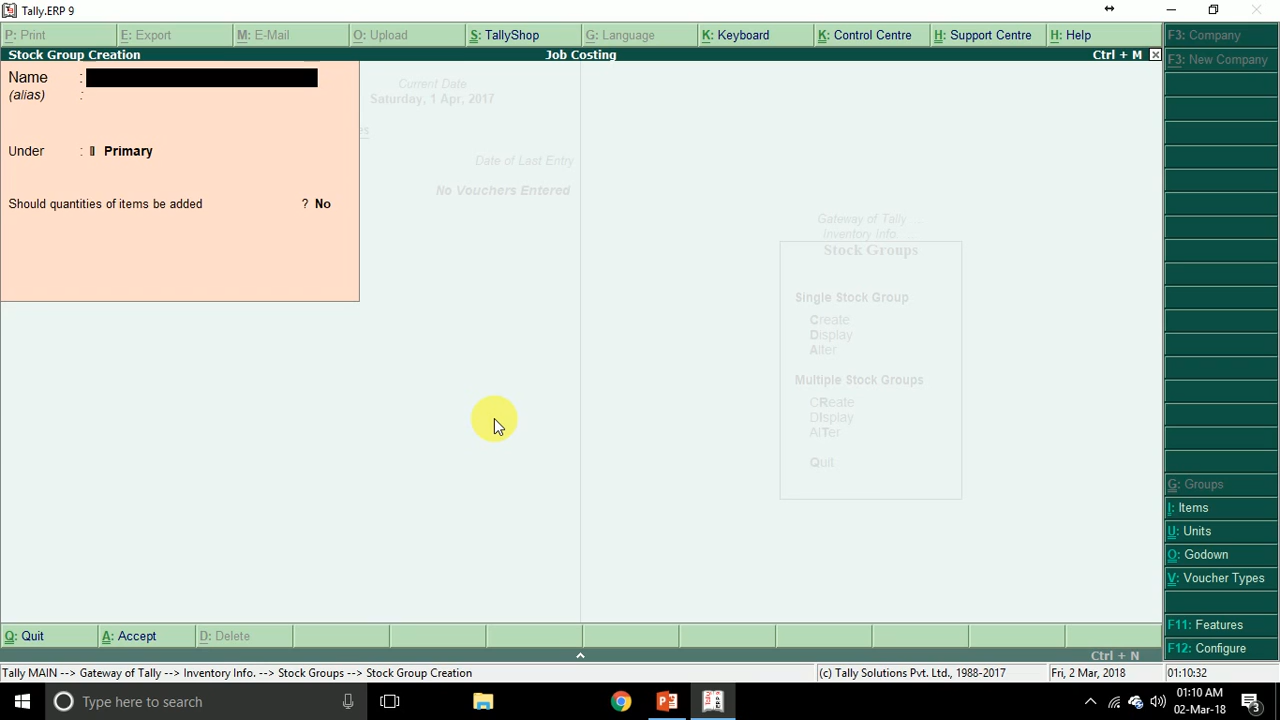 Tally.ERP 9
P: Print E: Export M: E-Mail O: Upload S: TallyShop G: Language K: Keyboard K: Control Centre H: Support Centre H: Help
F3: Company
Stock Group Creation Job Costing Ctrl + M
F3: New Company
Name :
(alias) :
Current Date
Saturday, 1 Apr, 2017
es
Under : Primary
Date of Last Entry
No Vouchers Entered
Should quantities of items be added ? No
Gateway of Tally ...
Inventory Info. ...
Stock Groups
Single Stock Group
Create
Display
Alter
Multiple Stock Groups
CReate
DIsplay
AlTer
Quit
G: Groups
I: Items
U: Units
O: Godown
V: Voucher Types
F11: Features
F12: Configure
Q: Quit A: Accept D: Delete
Ctrl + N
Tally MAIN --> Gateway of Tally --> Inventory Info. --> Stock Groups --> Stock Group Creation (c) Tally Solutions Pvt. Ltd., 1988-2017 Fri, 2 Mar, 2018 01:10:32
Type here to search
01:10 AM
02-Mar-18
3